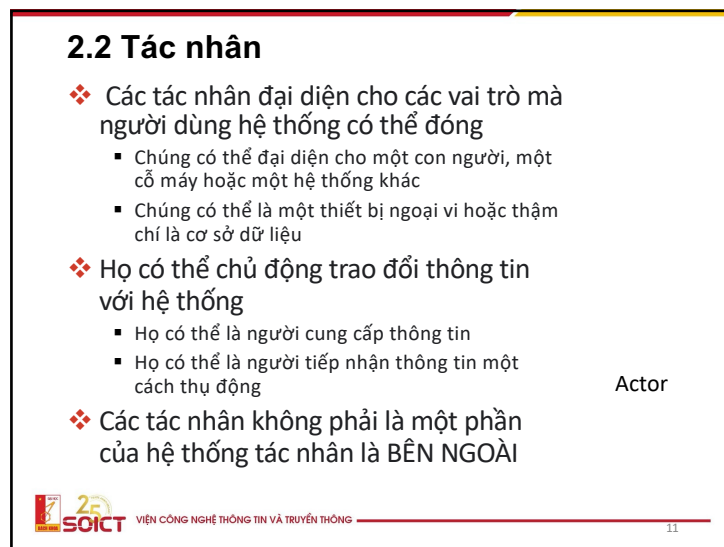 2.2 Tác nhân
Các tác nhân đại diện cho các vai trò mà
người dùng hệ thống có thể đóng
Chúng có thể đại diện cho một con người, một
cỗ máy hoặc một hệ thống khác
Chúng có thể là một thiết bị ngoại vi hoặc thậm
chí là cơ sở dữ liệu
Họ có thể chủ động trao đổi thông tin
với hệ thống
Họ có thể là người cung cấp thông tin
Họ có thể là người tiếp nhận thông tin một
cách thụ động
Actor
Các tác nhân không phải là một phần
của hệ thống tác nhân là BÊN NGOÀI
25
SOICT
VIỆN CÔNG NGHỆ THÔNG TIN VÀ TRUYỀN THÔNG
11